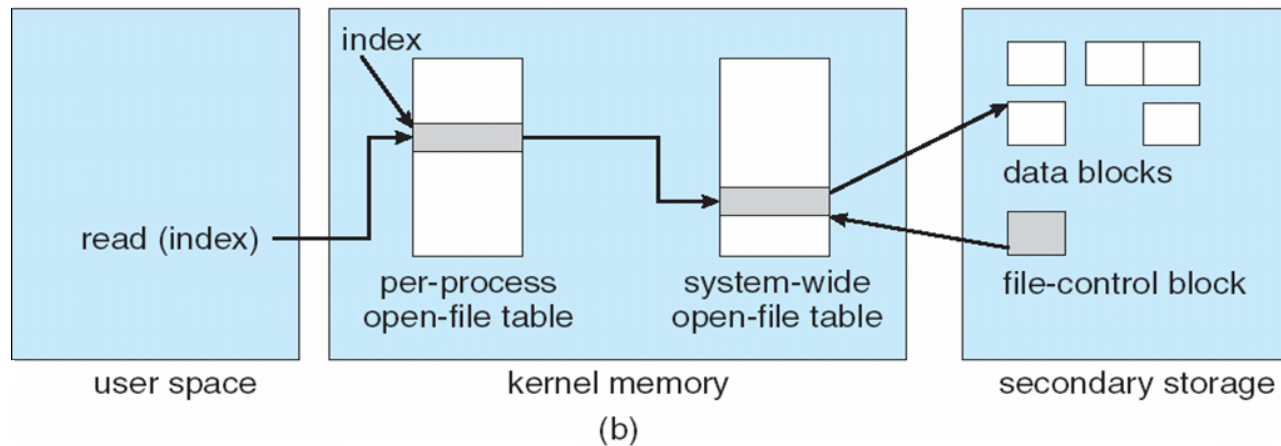 index
read (index)
per-process
open-file table
system-wide
open-file table
data blocks
file-control block
user space
kernel memory
secondary storage
(b)